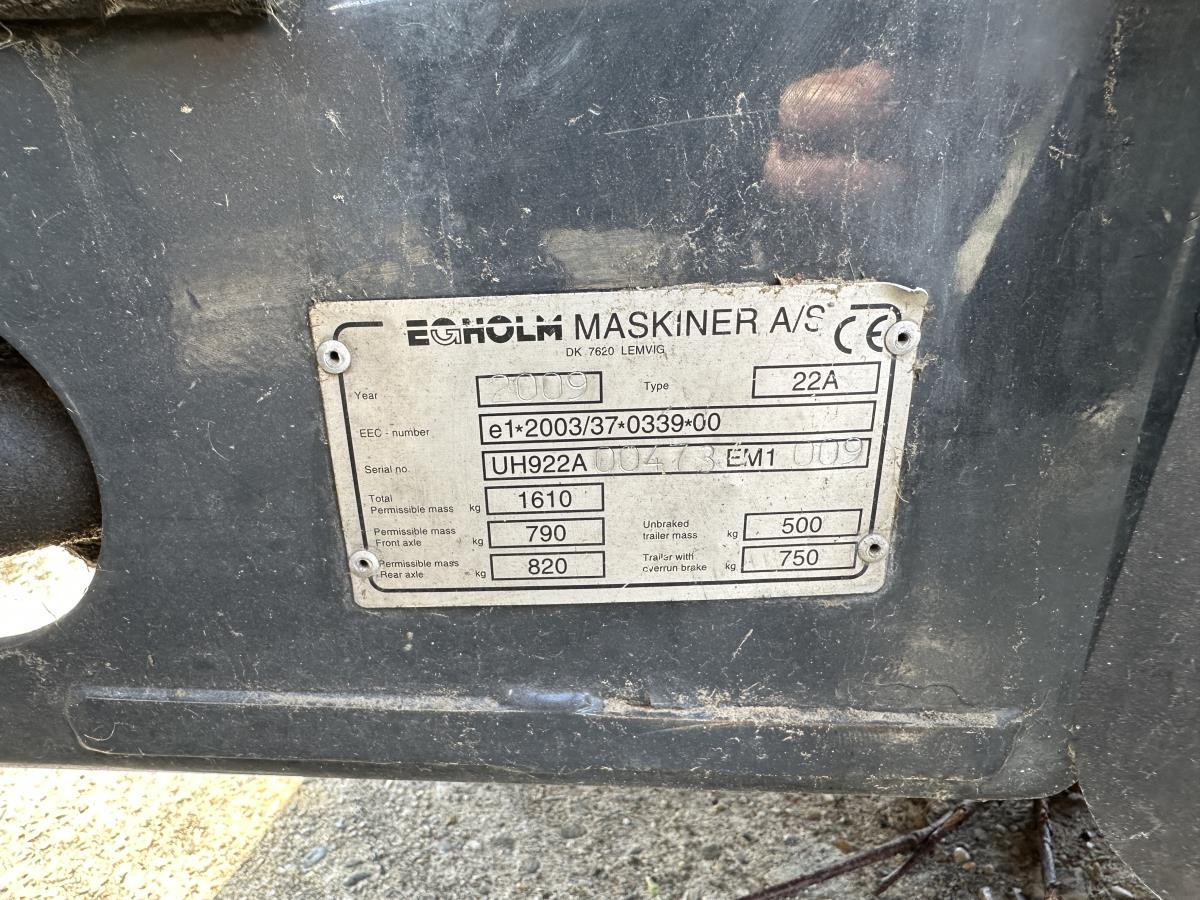 EGHOLM MASKINER A/S CE
DK 7620 LEMVIG
Year 2009 Type 22A
EEC - number e1*2003/37*0339*00
Serial no. UH922A 00473 EM1 009
Total
Permissible mass kg 1610
Permissible mass
Front axle kg 790
Unbraked
trailer mass kg 500
Permissible mass
Rear axle kg 820
Trailer with
overrun brake kg 750